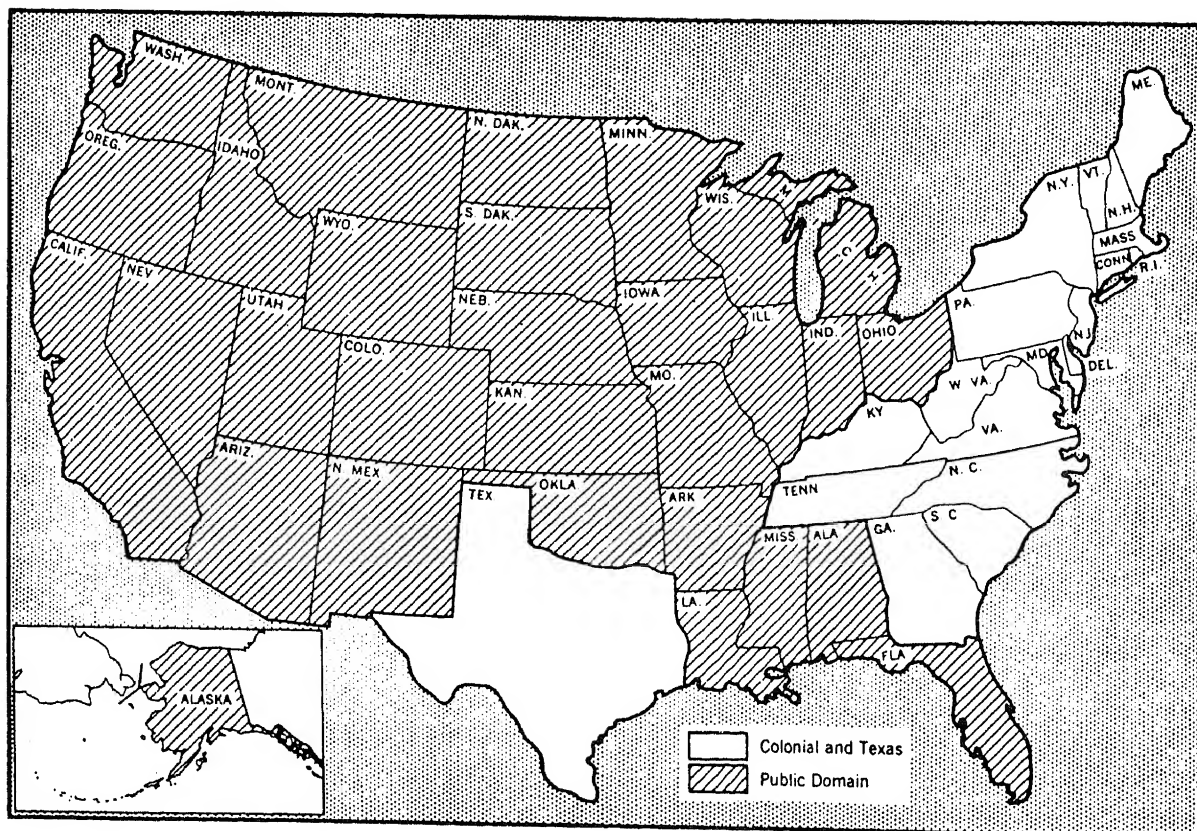 WASH.
MONT.
N. DAK.
MINN.
ME.
OREG.
IDAHO
WIS.
M
I
C
H
N.Y.
VT.
N.H.
WYO.
S. DAK.
MASS
CONN
R.I.
CALIF.
NEV
UTAH
NEB.
IOWA
ILL
IND.
OHIO
PA.
N.J.
COLO.
KAN.
MO.
W VA.
MD.
DEL.
KY
VA.
ARIZ.
N. MEX
TEX
OKLA
ARK
TENN
N. C.
MISS
ALA
GA.
S C
LA.
FLA
ALASKA
Colonial and Texas
Public Domain